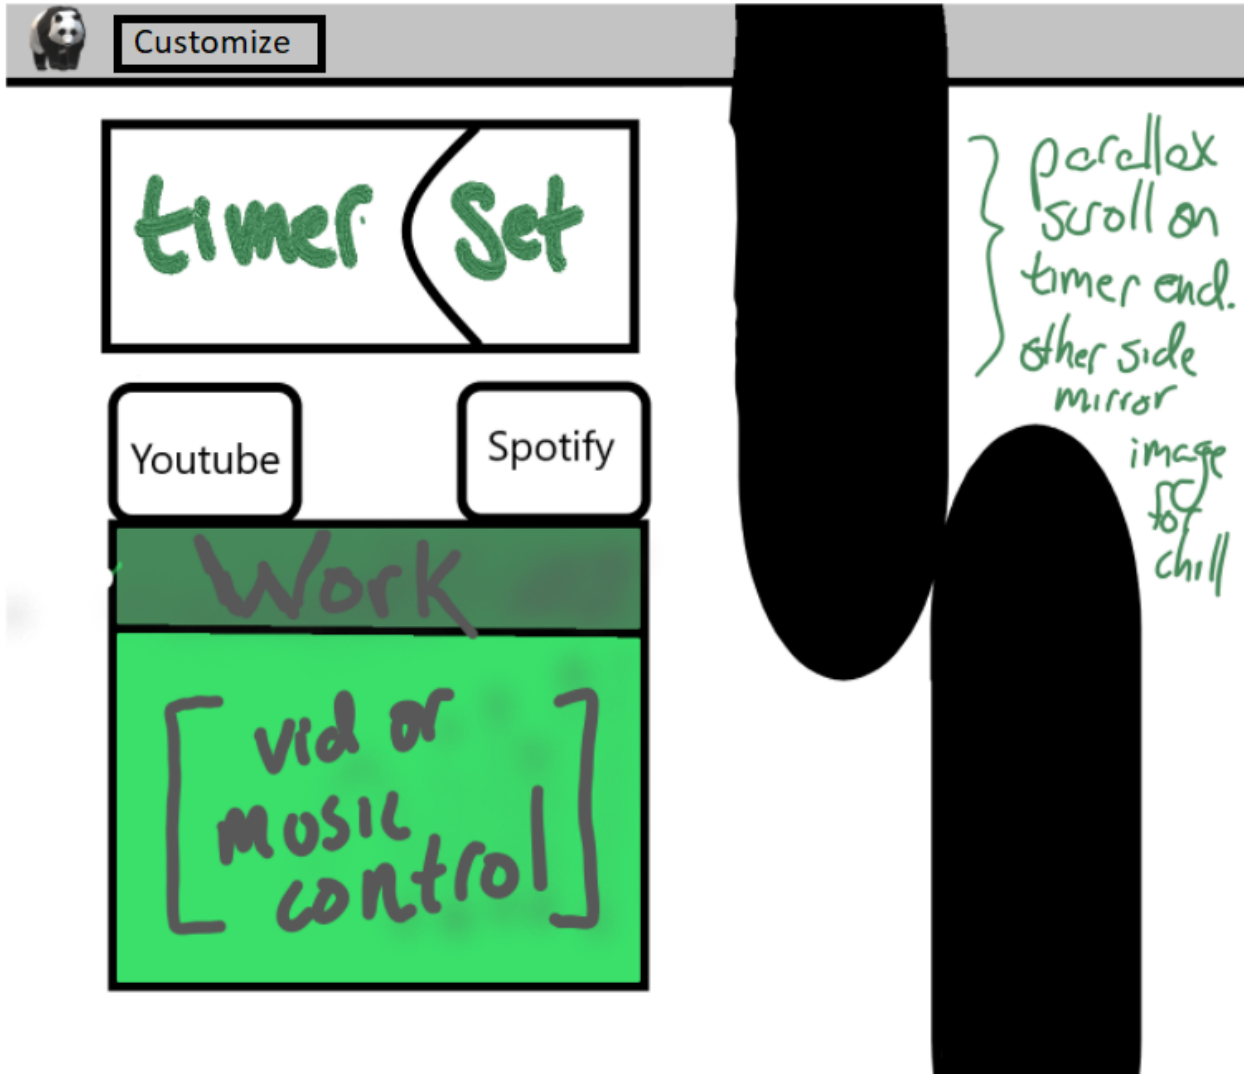 Customize
timer
Set
parallax
scroll on
timer end.
other side
mirror
image
for
chill
Youtube
Spotify
Work
vid or
music
control